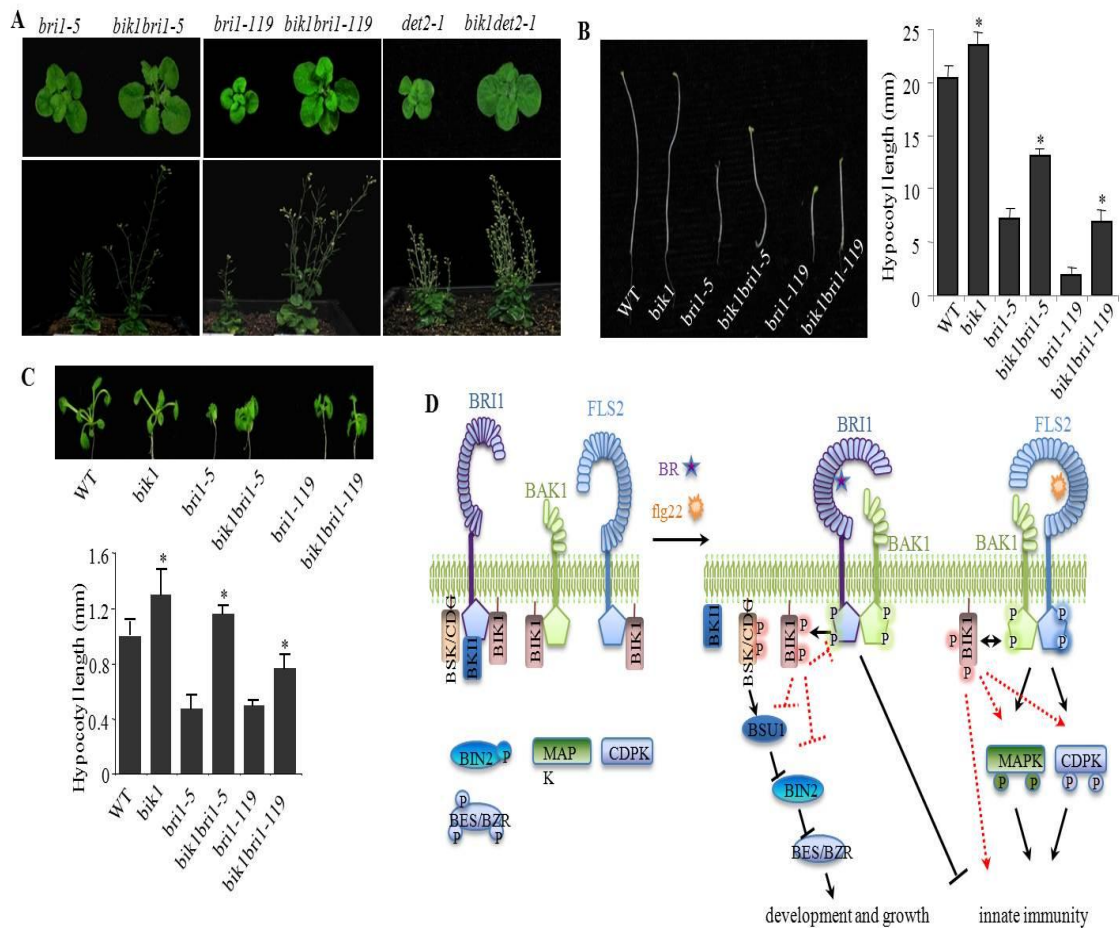 A
bri1-5 bik1bri1-5 bri1-119 bik1bri1-119 det2-1 bik1det2-1
B
WT
bik1
bri1-5
bik1bri1-5
bri1-119
bik1bri1-119
Hypocotyl length (mm)
25
20
15
10
5
0
*
*
*
WT
bik1
bri1-5
bik1bri1-5
bri1-119
bik1bri1-119
C
WT
bik1
bri1-5
bik1bri1-5
bri1-119
bik1bri1-119
Hypocotyl length (mm)
1.6
1.2
0.8
0.4
0
*
*
*
WT
bik1
bri1-5
bik1bri1-5
bri1-119
bik1bri1-119
D
BRI1
FLS2
BAK1
BSK/CDG
BKI1
BIK1
BIK1
BIK1
BIN2 P
MAP
K
CDPK
P
BES/BZR
P P
BR
flg22
BRI1
FLS2
BAK1
BAK1
BKI1
BSK/CDG
P
P
BIK1
P
P
P
P
P
P
P
BIK1
P
P
P
P
P
P
BSU1
BIN2
BES/BZR
MAPK
P P
CDPK
P P
development and growth
innate immunity